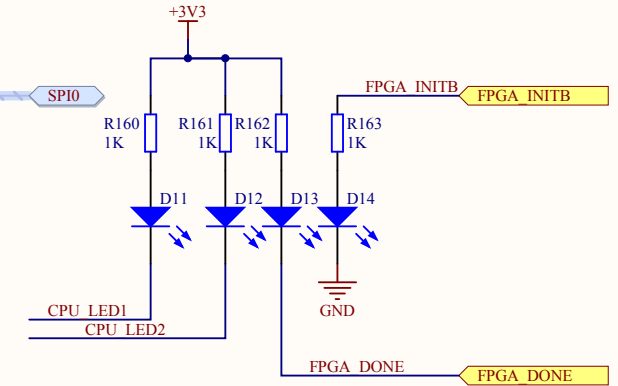 +3V3
SPI0
FPGA_INITB
FPGA_INITB
R160
1K
R161
1K
R162
1K
R163
1K
D11
D12
D13
D14
CPU_LED1
GND
CPU_LED2
FPGA_DONE
FPGA_DONE